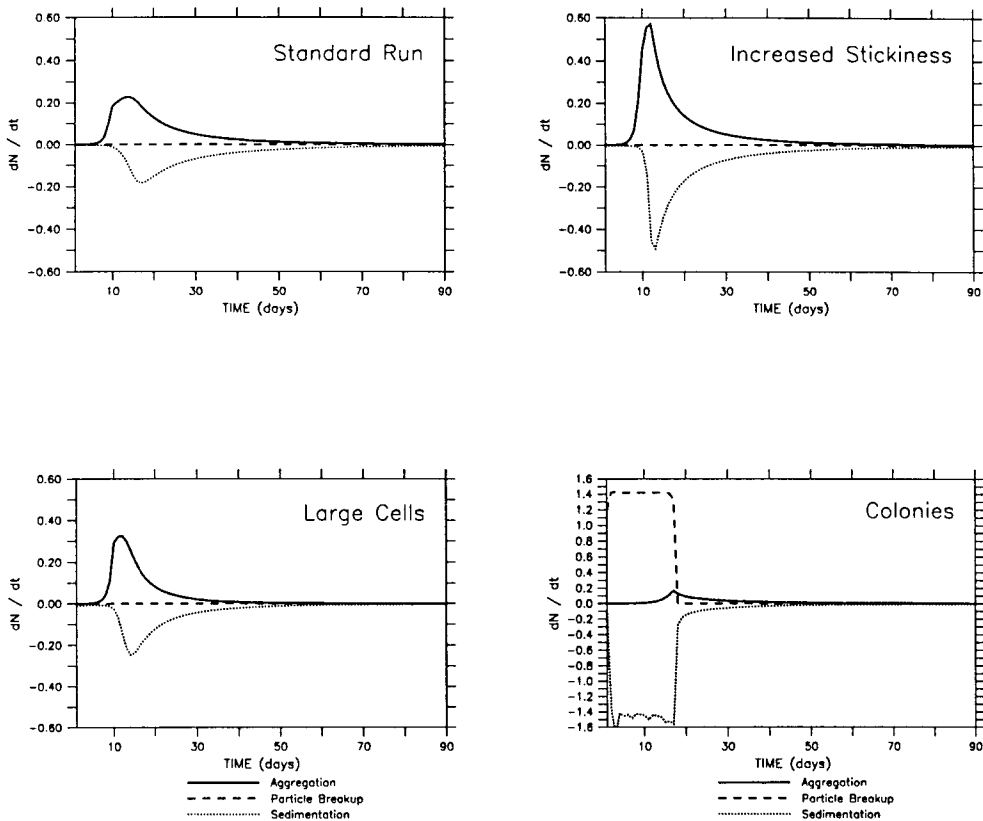 Standard Run
0.60
0.40
0.20
0.00
−0.20
−0.40
−0.60
dN / dt
10 30 50 70 90
TIME (days)
Increased Stickiness
0.60
0.40
0.20
0.00
−0.20
−0.40
−0.60
dN / dt
10 30 50 70 90
TIME (days)
Large Cells
0.60
0.40
0.20
0.00
−0.20
−0.40
−0.60
dN / dt
10 30 50 70 90
TIME (days)
Aggregation
Particle Breakup
Sedimentation
Colonies
1.6
1.4
1.2
1.0
0.8
0.6
0.4
0.2
0.0
−0.2
−0.4
−0.6
−0.8
−1.0
−1.2
−1.4
−1.6
dN / dt
10 30 50 70 90
TIME (days)
Aggregation
Particle Breakup
Sedimentation